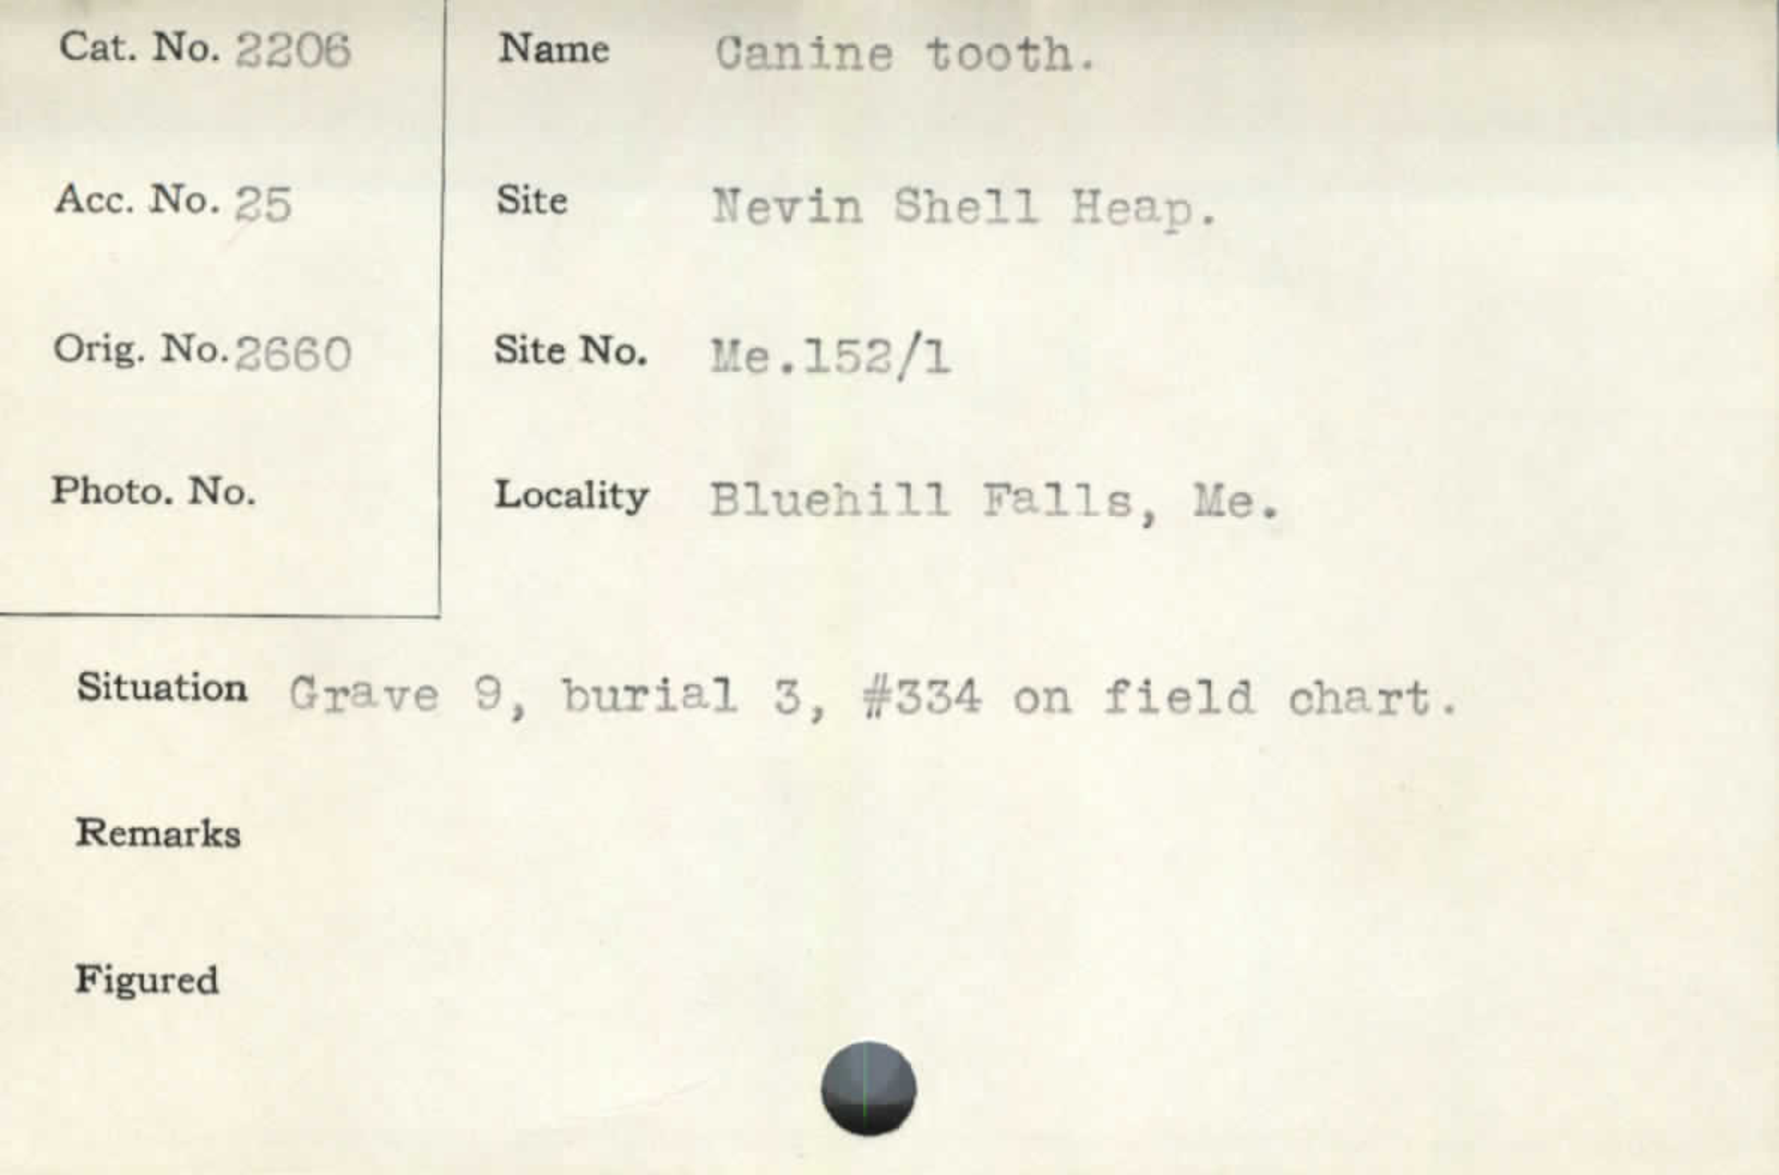 Cat. No. 2206
Name Canine tooth.
Acc. No. 25
Site Nevin Shell Heap.
Orig. No. 2660
Site No. Me.152/1
Photo. No.
Locality Bluehill Falls, Me.
Situation Grave 9, burial 3, #334 on field chart.
Remarks
Figured